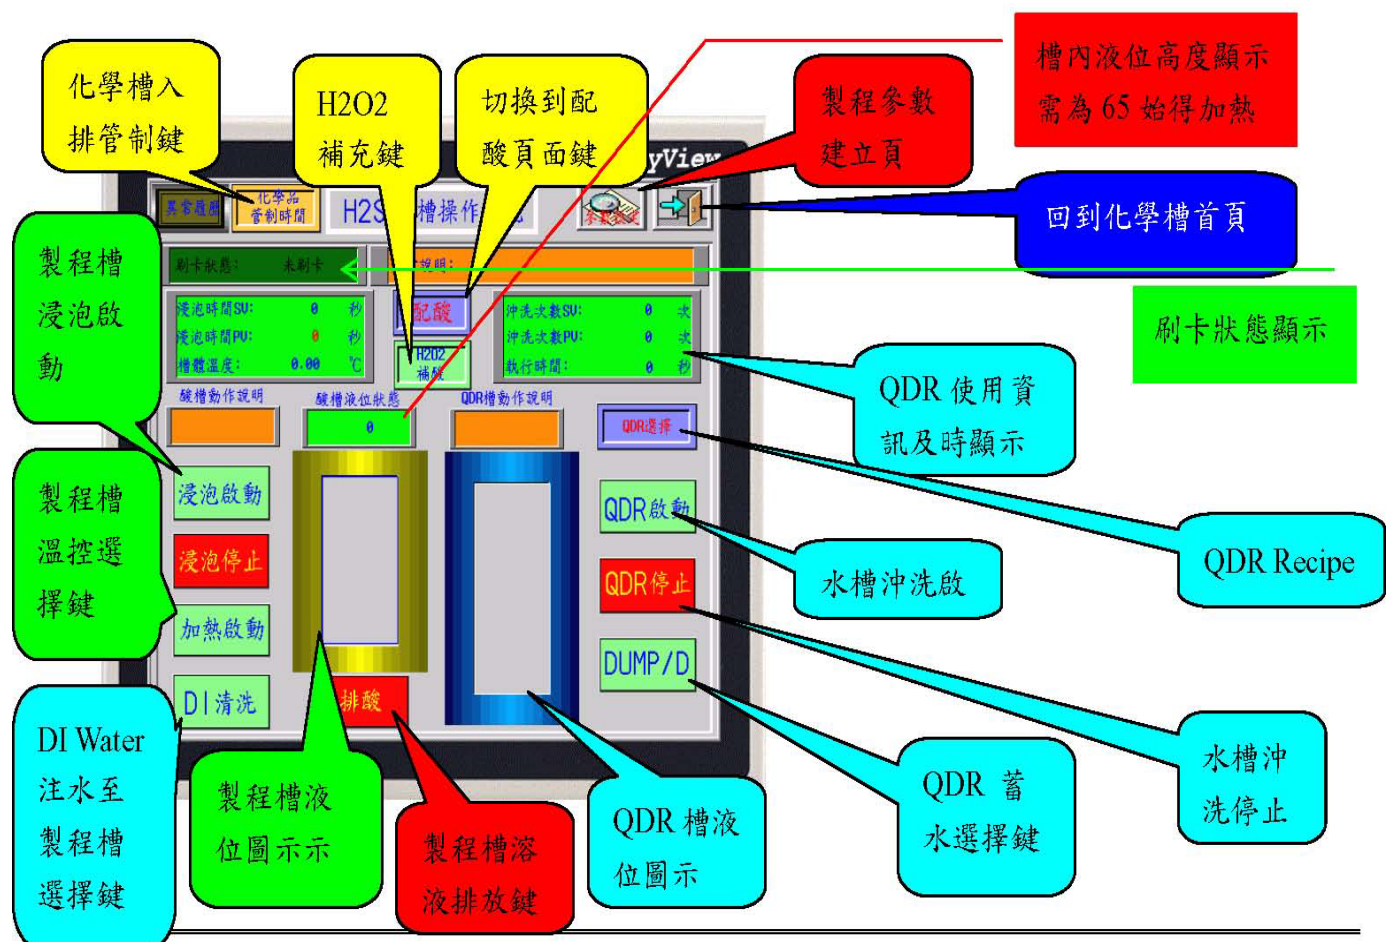 化學槽入
排管制鍵
H2O2
補充鍵
切換到配
酸頁面鍵
製程參數
建立頁
槽內液位高度顯示
需為 65 始得加熱
yView
異常履歷
化學品
管制時間
H2S
槽操作
回到化學槽首頁
製程槽
浸泡啟
動
刷卡狀態:
未刷卡
說明:
刷卡狀態顯示
浸泡時間SV: 0 秒
浸泡時間PV: 0 秒
槽體溫度: 0.00 ℃
配酸
H2O2
補酸
沖洗次數SV: 0 次
沖洗次數PV: 0 次
執行時間: 0 秒
QDR 使用資
訊及時顯示
酸槽動作說明
酸槽液位狀態
0
QDR槽動作說明
QDR選擇
製程槽
溫控選
擇鍵
浸泡啟動
浸泡停止
加熱啟動
DI清洗
QDR啟動
QDR停止
DUMP/D
水槽沖洗啟
QDR Recipe
排酸
DI Water
注水至
製程槽
選擇鍵
製程槽液
位圖示示
製程槽溶
液排放鍵
QDR 槽液
位圖示
QDR 蓄
水選擇鍵
水槽沖
洗停止